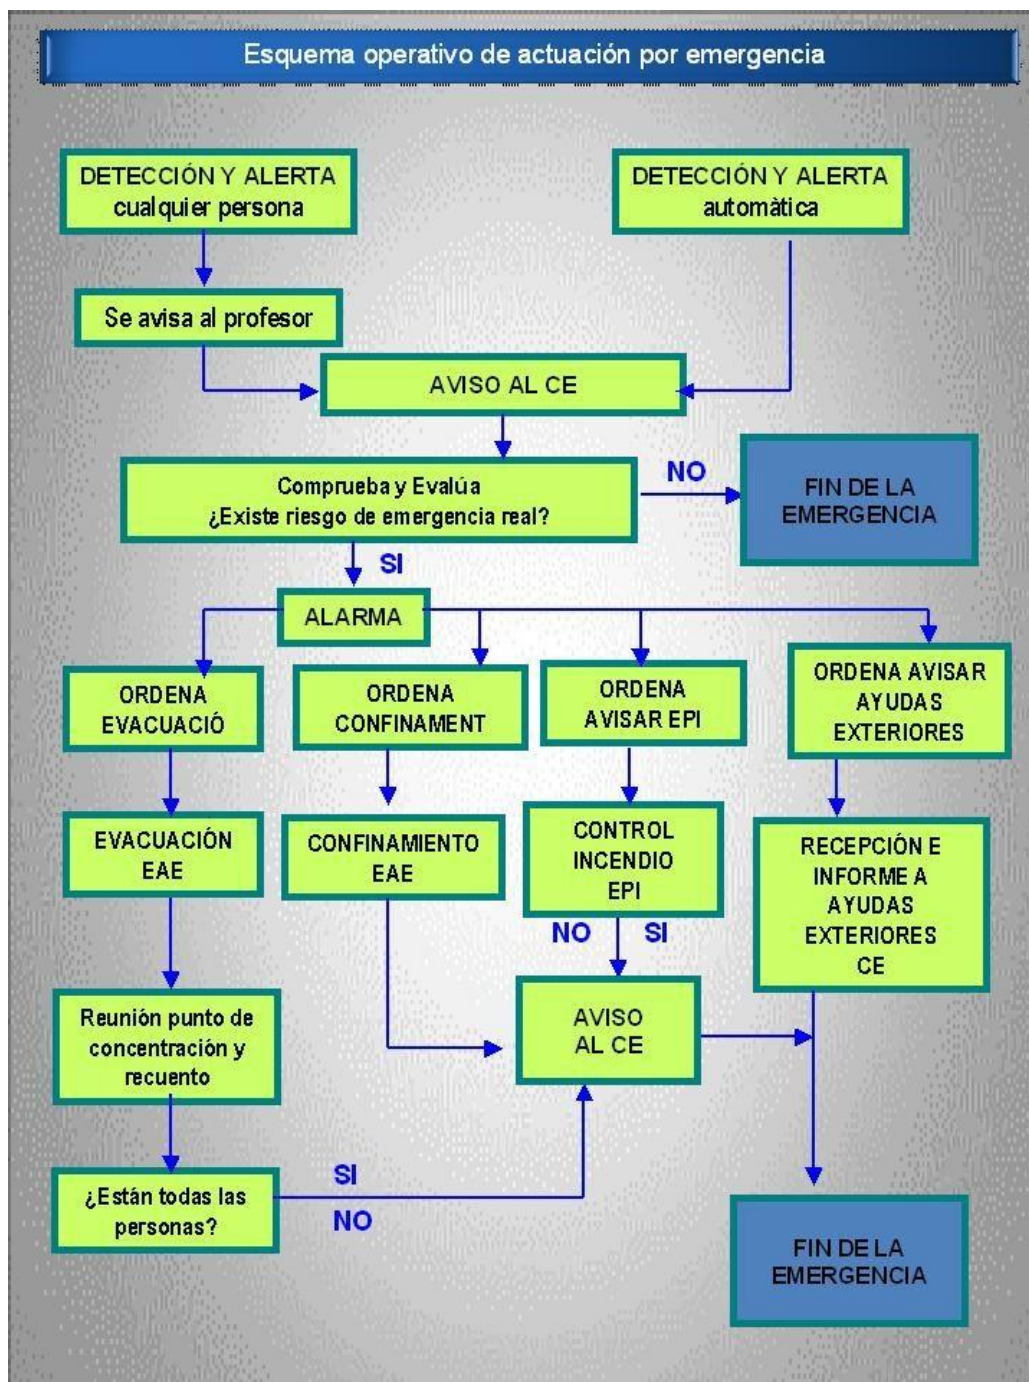 Esquema operativo de actuación por emergencia
DETECCIÓN Y ALERTA
cualquier persona
DETECCIÓN Y ALERTA
automàtica
Se avisa al profesor
AVISO AL CE
Comprueba y Evalúa
¿Existe riesgo de emergencia real?
NO
FIN DE LA
EMERGENCIA
SI
ALARMA
ORDENA
EVACUACIÓ
ORDENA
CONFINAMENT
ORDENA
AVISAR EPI
ORDENA AVISAR
AYUDAS
EXTERIORES
EVACUACIÓN
EAE
CONFINAMIENTO
EAE
CONTROL
INCENDIO
EPI
RECEPCIÓN E
INFORME A
AYUDAS
EXTERIORES
CE
NO
SI
Reunión punto de
concentración y
recuento
AVISO
AL CE
¿Están todas las
personas?
SI
NO
FIN DE LA
EMERGENCIA